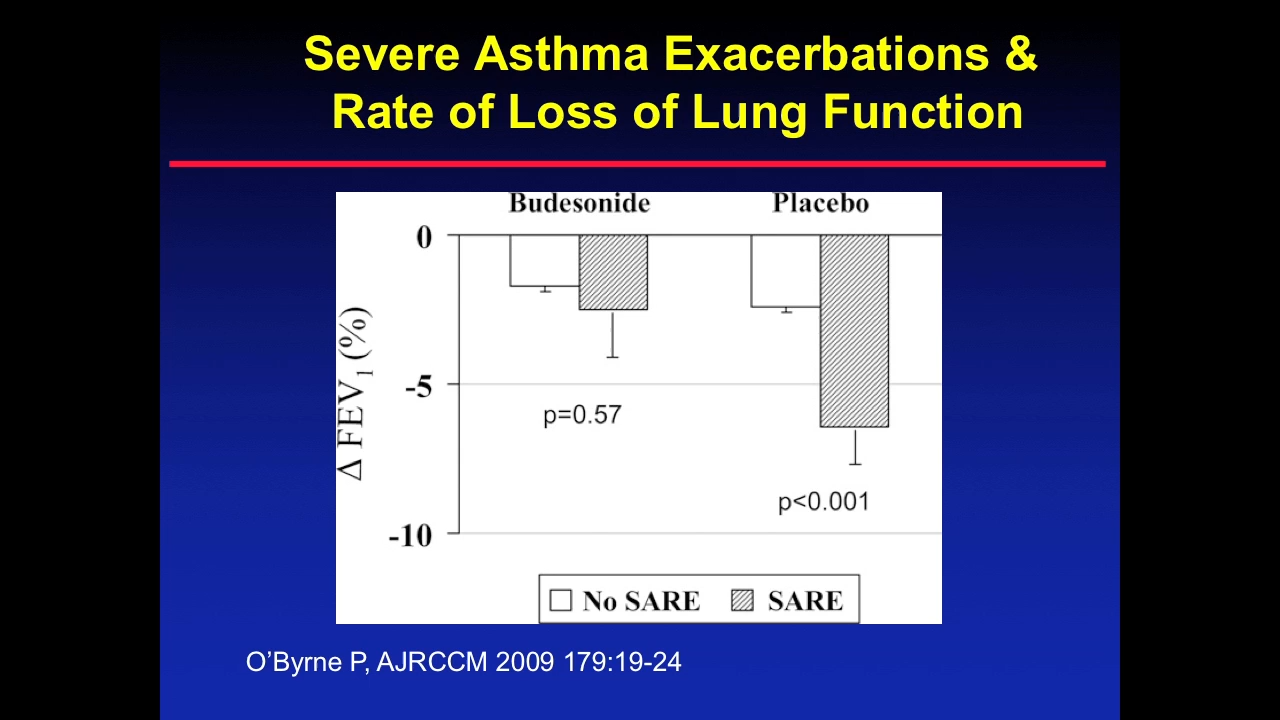 Severe Asthma Exacerbations &
Rate of Loss of Lung Function
Budesonide Placebo
0
-5
-10
Δ FEV₁ (%)
p=0.57
p<0.001
No SARE SARE
O’Byrne P, AJRCCM 2009 179:19-24